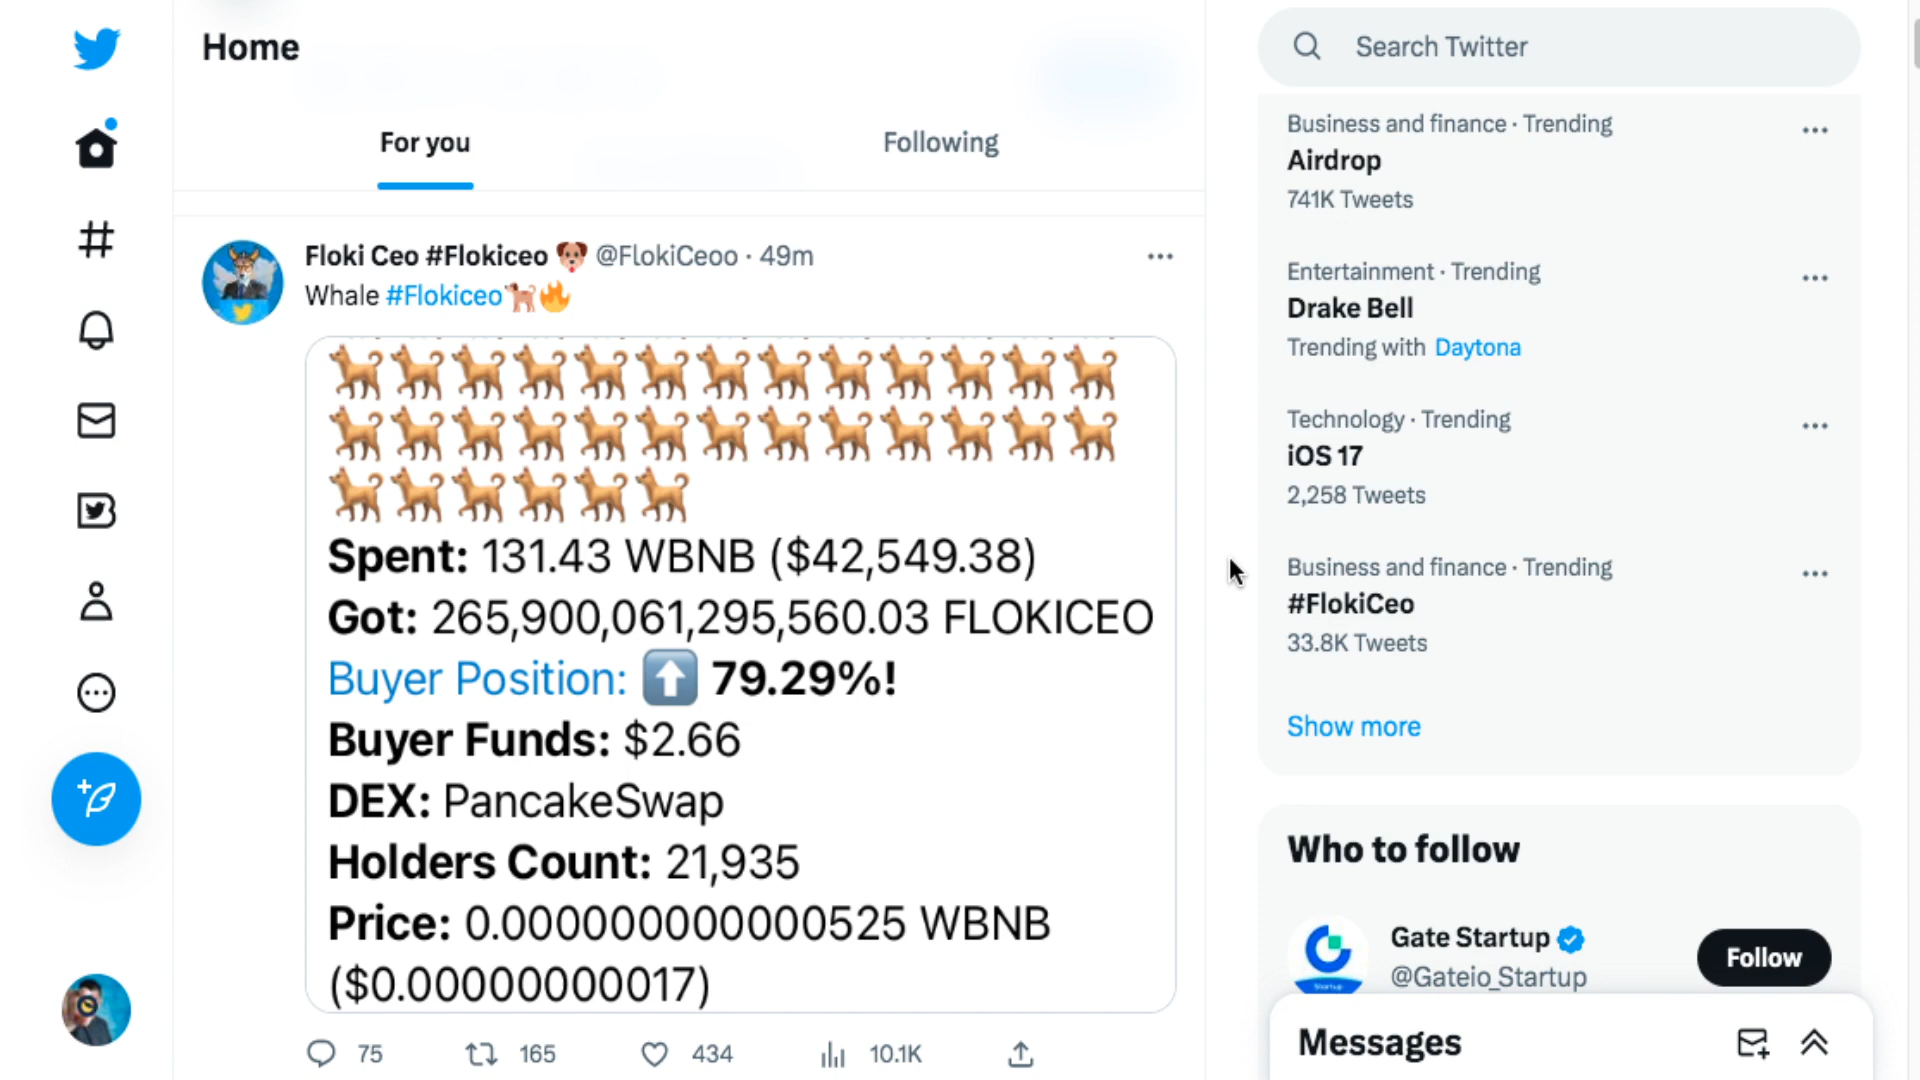 Home
For you
Following
Floki Ceo #Flokiceo 🐶 @FlokiCeoo · 49m
Whale #Flokiceo🐕🔥
Spent: 131.43 WBNB ($42,549.38)
Got: 265,900,061,295,560.03 FLOKICEO
Buyer Position: ⬆️ 79.29%!
Buyer Funds: $2.66
DEX: PancakeSwap
Holders Count: 21,935
Price: 0.000000000000525 WBNB
($0.00000000017)
75
165
434
10.1K
Search Twitter
Business and finance · Trending
Airdrop
741K Tweets
Entertainment · Trending
Drake Bell
Trending with Daytona
Technology · Trending
iOS 17
2,258 Tweets
Business and finance · Trending
#FlokiCeo
33.8K Tweets
Show more
Who to follow
Gate Startup
@Gateio_Startup
Startup
Follow
Messages